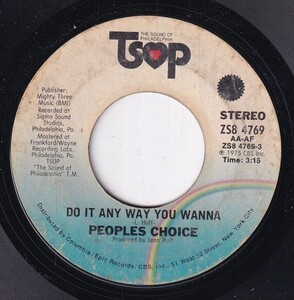 THE SOUND OF
PHILADELPHIA
TSOP
Publisher:
Mighty Three
Music (BMI)
Recorded at
Sigma Sound
Studios,
Philadelphia, Pa
Mastered at
Frankford/Wayne
Recording Labs,
Philadelphia, Pa.
TSOP
"The Sound of
Philadelphia" T.M.
STEREO
ZS8 4769
AA-AF
ZS8 4769-3
Ⓟ 1975 CBS Inc.
Time: 3:15
DO IT ANY WAY YOU WANNA
-L. Huff-
PEOPLES CHOICE
Produced by Leon Huff
Distributed by Columbia/Epic Records/CBS, Inc./51 West 52 Street, New York City